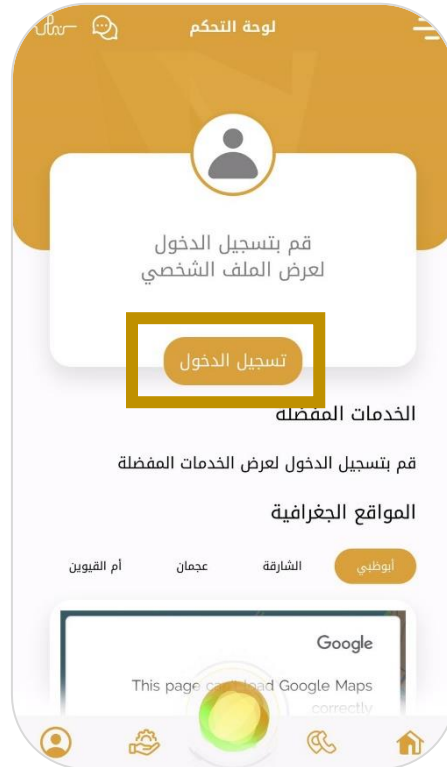 لوحة التحكم
قم بتسجيل الدخول
لعرض الملف الشخصي
تسجيل الدخول
الخدمات المفضلة
قم بتسجيل الدخول لعرض الخدمات المفضلة
المواقع الجغرافية
أبوظبي الشارقة عجمان أم القيوين
Google
This page can't load Google Maps
correctly